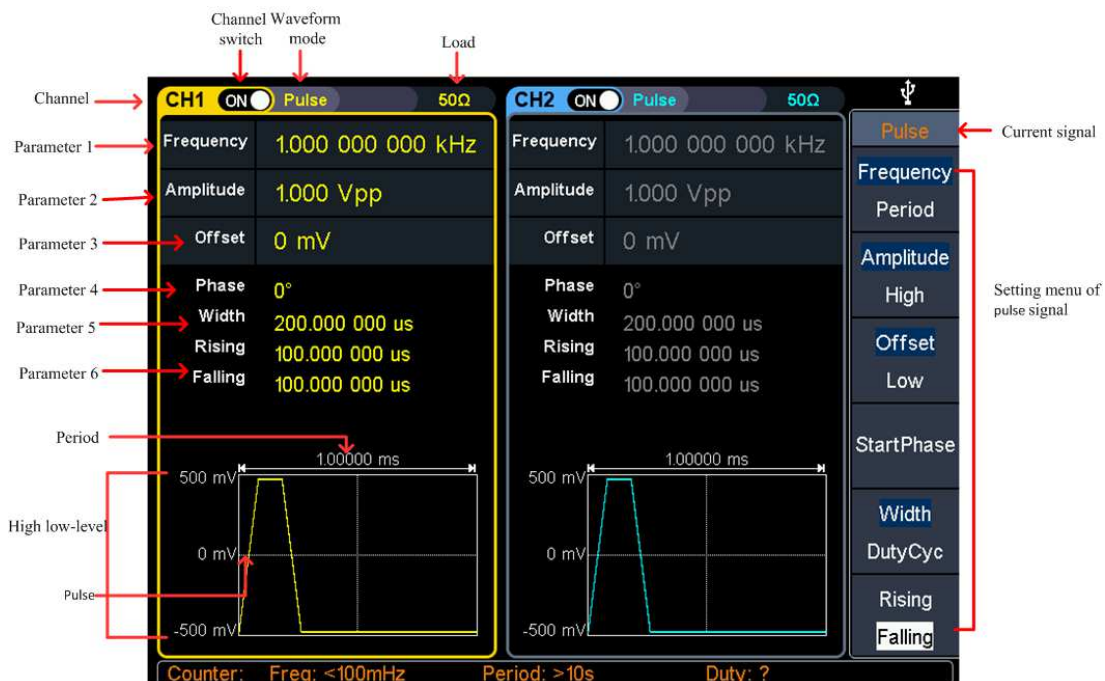 Channel Waveform
switch mode
Load
Channel
CH1 ON Pulse 50Ω
CH2 ON Pulse 50Ω
Pulse
Current signal
Parameter 1
Frequency 1.000 000 000 kHz
Frequency 1.000 000 000 kHz
Frequency
Period
Parameter 2
Amplitude 1.000 Vpp
Amplitude 1.000 Vpp
Parameter 3
Offset 0 mV
Offset 0 mV
Amplitude
High
Parameter 4
Phase 0°
Phase 0°
Setting menu of
pulse signal
Parameter 5
Width 200.000 000 us
Width 200.000 000 us
Rising 100.000 000 us
Rising 100.000 000 us
Offset
Low
Parameter 6
Falling 100.000 000 us
Falling 100.000 000 us
StartPhase
Period
1.00000 ms
1.00000 ms
500 mV
500 mV
High low-level
Width
DutyCyc
0 mV
0 mV
Pulse
Rising
Falling
-500 mV
-500 mV
Counter: Freq: <100mHz Period: >10s Duty: ?